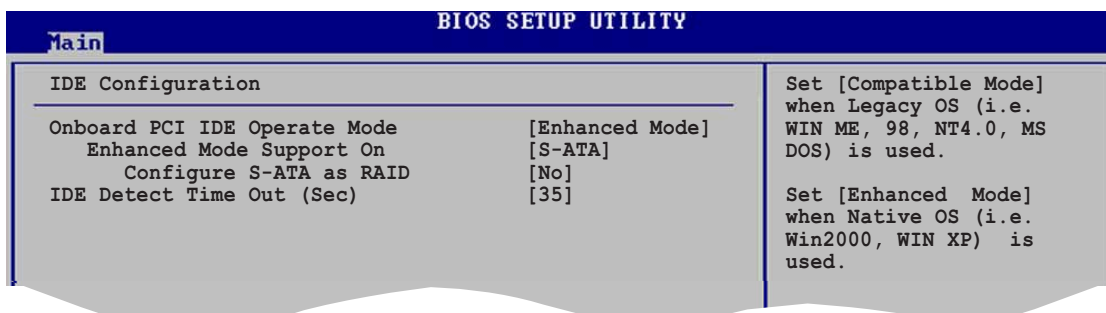 BIOS SETUP UTILITY
Main
IDE Configuration
Onboard PCI IDE Operate Mode [Enhanced Mode]
Enhanced Mode Support On [S-ATA]
Configure S-ATA as RAID [No]
IDE Detect Time Out (Sec) [35]
Set [Compatible Mode]
when Legacy OS (i.e.
WIN ME, 98, NT4.0, MS
DOS) is used.
Set [Enhanced Mode]
when Native OS (i.e.
Win2000, WIN XP) is
used.